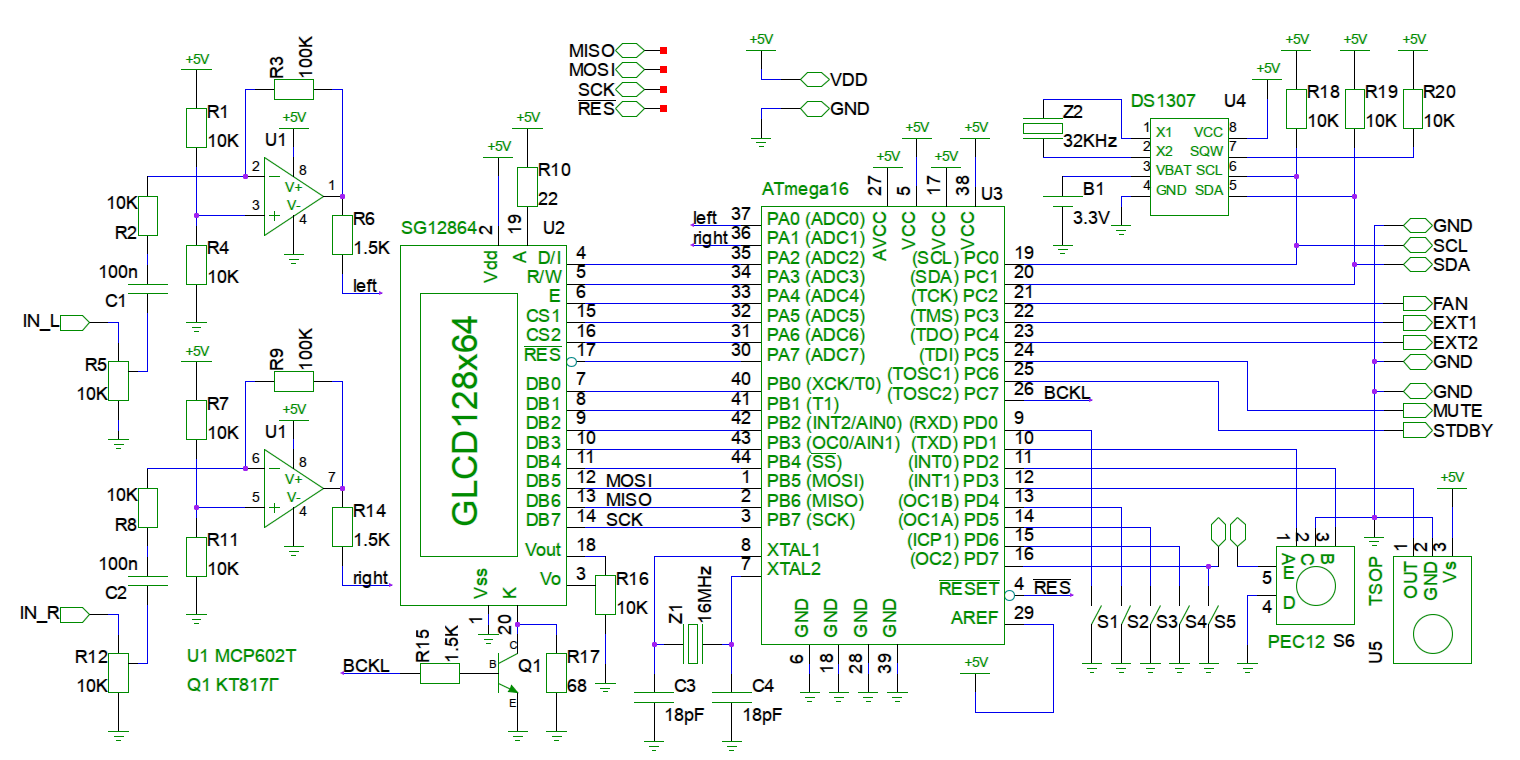 +5V
R1
10K
R3
100K
+5V
U1
8
2
V+
1
V-
3
4
10K
R2
R4
10K
R6
1.5K
100n
C1
left
IN_L
R5
10K
+5V
R7
10K
R9
100K
+5V
U1
8
6
V+
7
V-
5
4
10K
R8
R11
10K
R14
1.5K
100n
C2
right
IN_R
R12
10K
U1 MCP602T
Q1 КТ817Г
MISO
MOSI
SCK
RES
+5V
VDD
GND
+5V
+5V
R10
22
SG12864
2
19
U2
Vdd
A
GLCD128x64
D/I 4
R/W 5
E 6
CS1 15
CS2 16
RES 17
DB0 7
DB1 8
DB2 9
DB3 10
DB4 11
DB5 12 MOSI
DB6 13 MISO
DB7 14 SCK
Vout 18
Vo 3
Vss
K
1
20
R16
10K
BCKL
R15
1.5K
C
B
E
Q1
R17
68
Z1
16MHz
C3
18pF
C4
18pF
+5V
+5V
+5V
+5V
27
5
17
38
ATmega16
U3
AVCC
VCC
VCC
VCC
left
37 PA0 (ADC0)
right
36 PA1 (ADC1)
35 PA2 (ADC2)
34 PA3 (ADC3)
33 PA4 (ADC4)
32 PA5 (ADC5)
31 PA6 (ADC6)
30 PA7 (ADC7)
40 PB0 (XCK/T0)
41 PB1 (T1)
42 PB2 (INT2/AIN0)
43 PB3 (OC0/AIN1)
44 PB4 (SS)
1 PB5 (MOSI)
2 PB6 (MISO)
3 PB7 (SCK)
8 XTAL1
7 XTAL2
(SCL) PC0 19
(SDA) PC1 20
(TCK) PC2 21
(TMS) PC3 22
(TDO) PC4 23
(TDI) PC5 24
(TOSC1) PC6 25
(TOSC2) PC7 26 BCKL
(RXD) PD0 9
(TXD) PD1 10
(INT0) PD2 11
(INT1) PD3 12
(OC1B) PD4 13
(OC1A) PD5 14
(ICP1) PD6 15
(OC2) PD7 16
RESET 4 RES
AREF 29
GND
GND
GND
GND
6
18
28
39
+5V
Z2
32KHz
DS1307
U4
1 X1
2 X2
3 VBAT
4 GND
VCC 8
SQW 7
SCL 6
SDA 5
B1
3.3V
+5V
+5V
+5V
+5V
R18
10K
R19
10K
R20
10K
GND
SCL
SDA
FAN
EXT1
EXT2
GND
GND
MUTE
STDBY
S1
S2
S3
S4
S5
1
2
3
A
C
B
5
E
4
D
PEC12
S6
+5V
1
2
3
TSOP
OUT
GND
Vs
U5